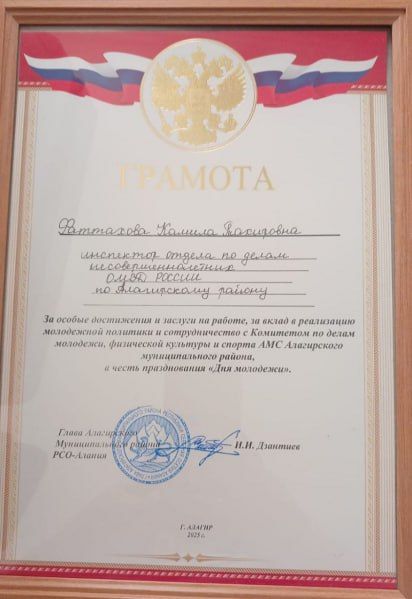 ГРАМОТА
Фаттахова Камила Тахировна
инспектор отдела по делам
несовершеннолетних
ОМВД РОССИИ
по Алагирскому району
За особые достижения и заслуги на работе, за вклад в реализацию
молодежной политики и сотрудничество с Комитетом по делам
молодежи, физической культуры и спорта АМС Алагирского
муниципального района,
в честь празднования «Дня молодежи».
Глава Алагирского
Муниципального района
РСО-Алания
И.И. Дзантиев
Г. АЛАГИР
2025 г.